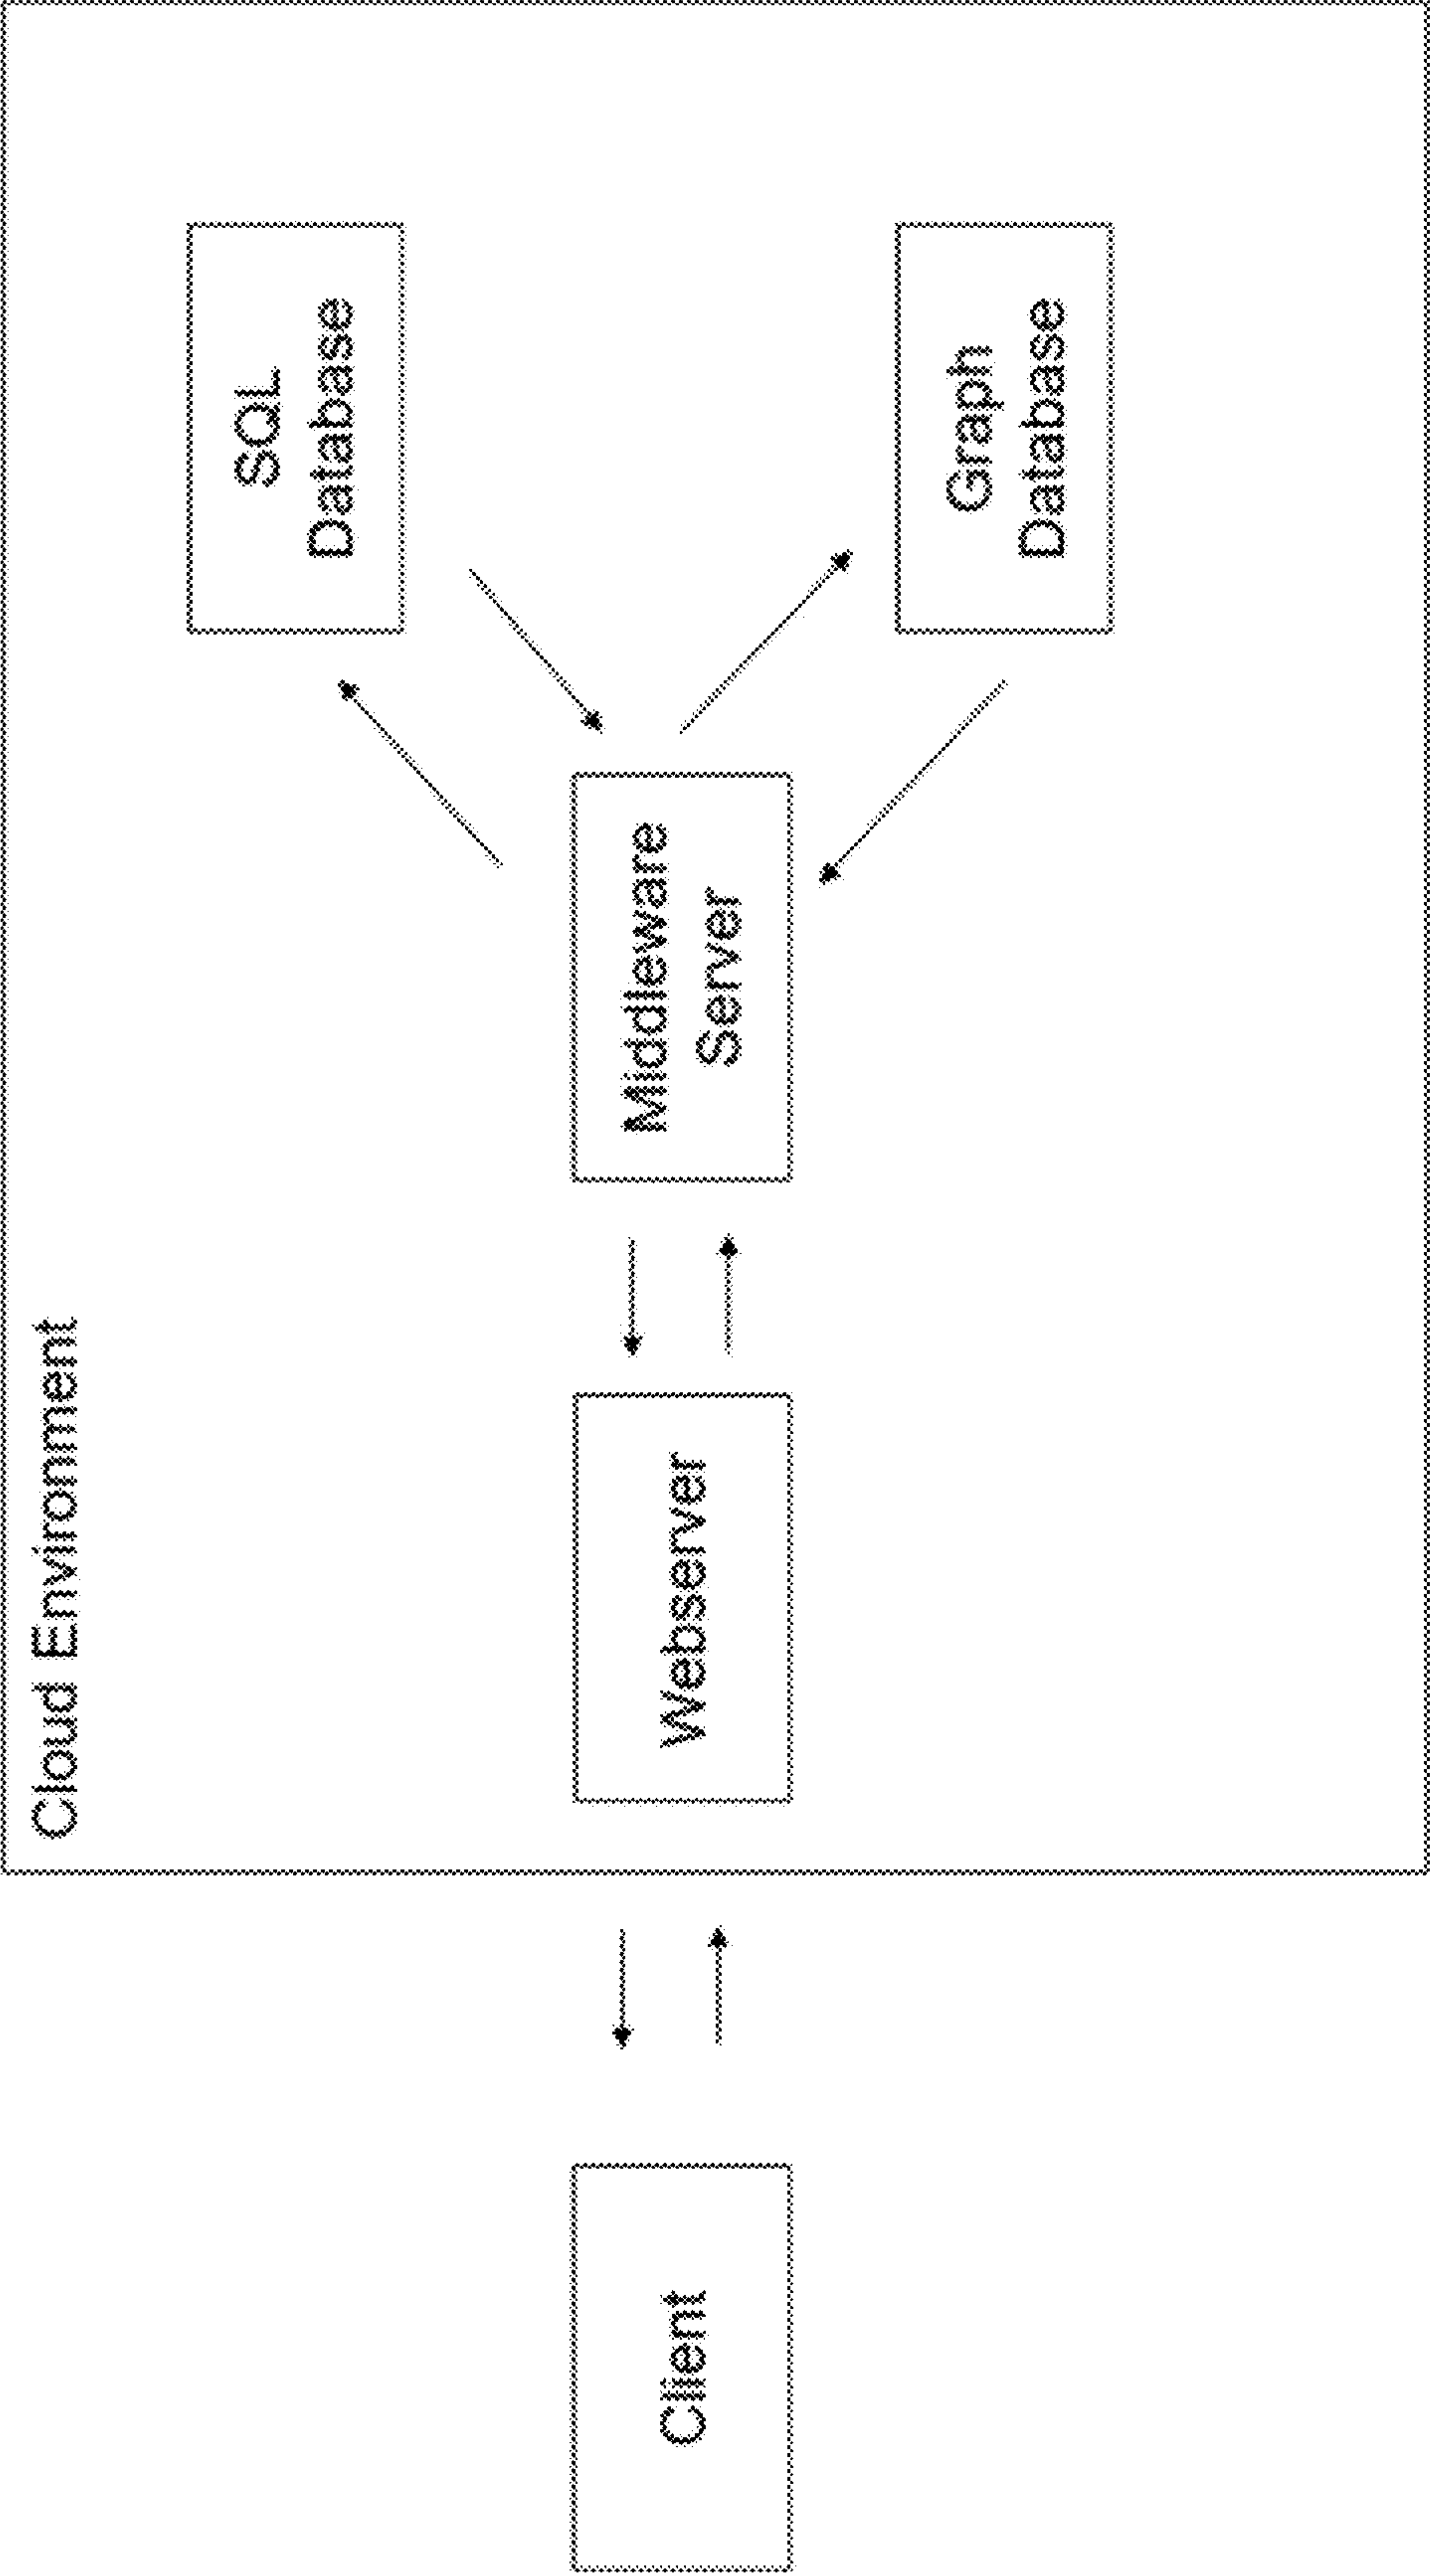 Cloud Environment
Client
Webserver
Middleware
Server
SQL
Database
Graph
Database